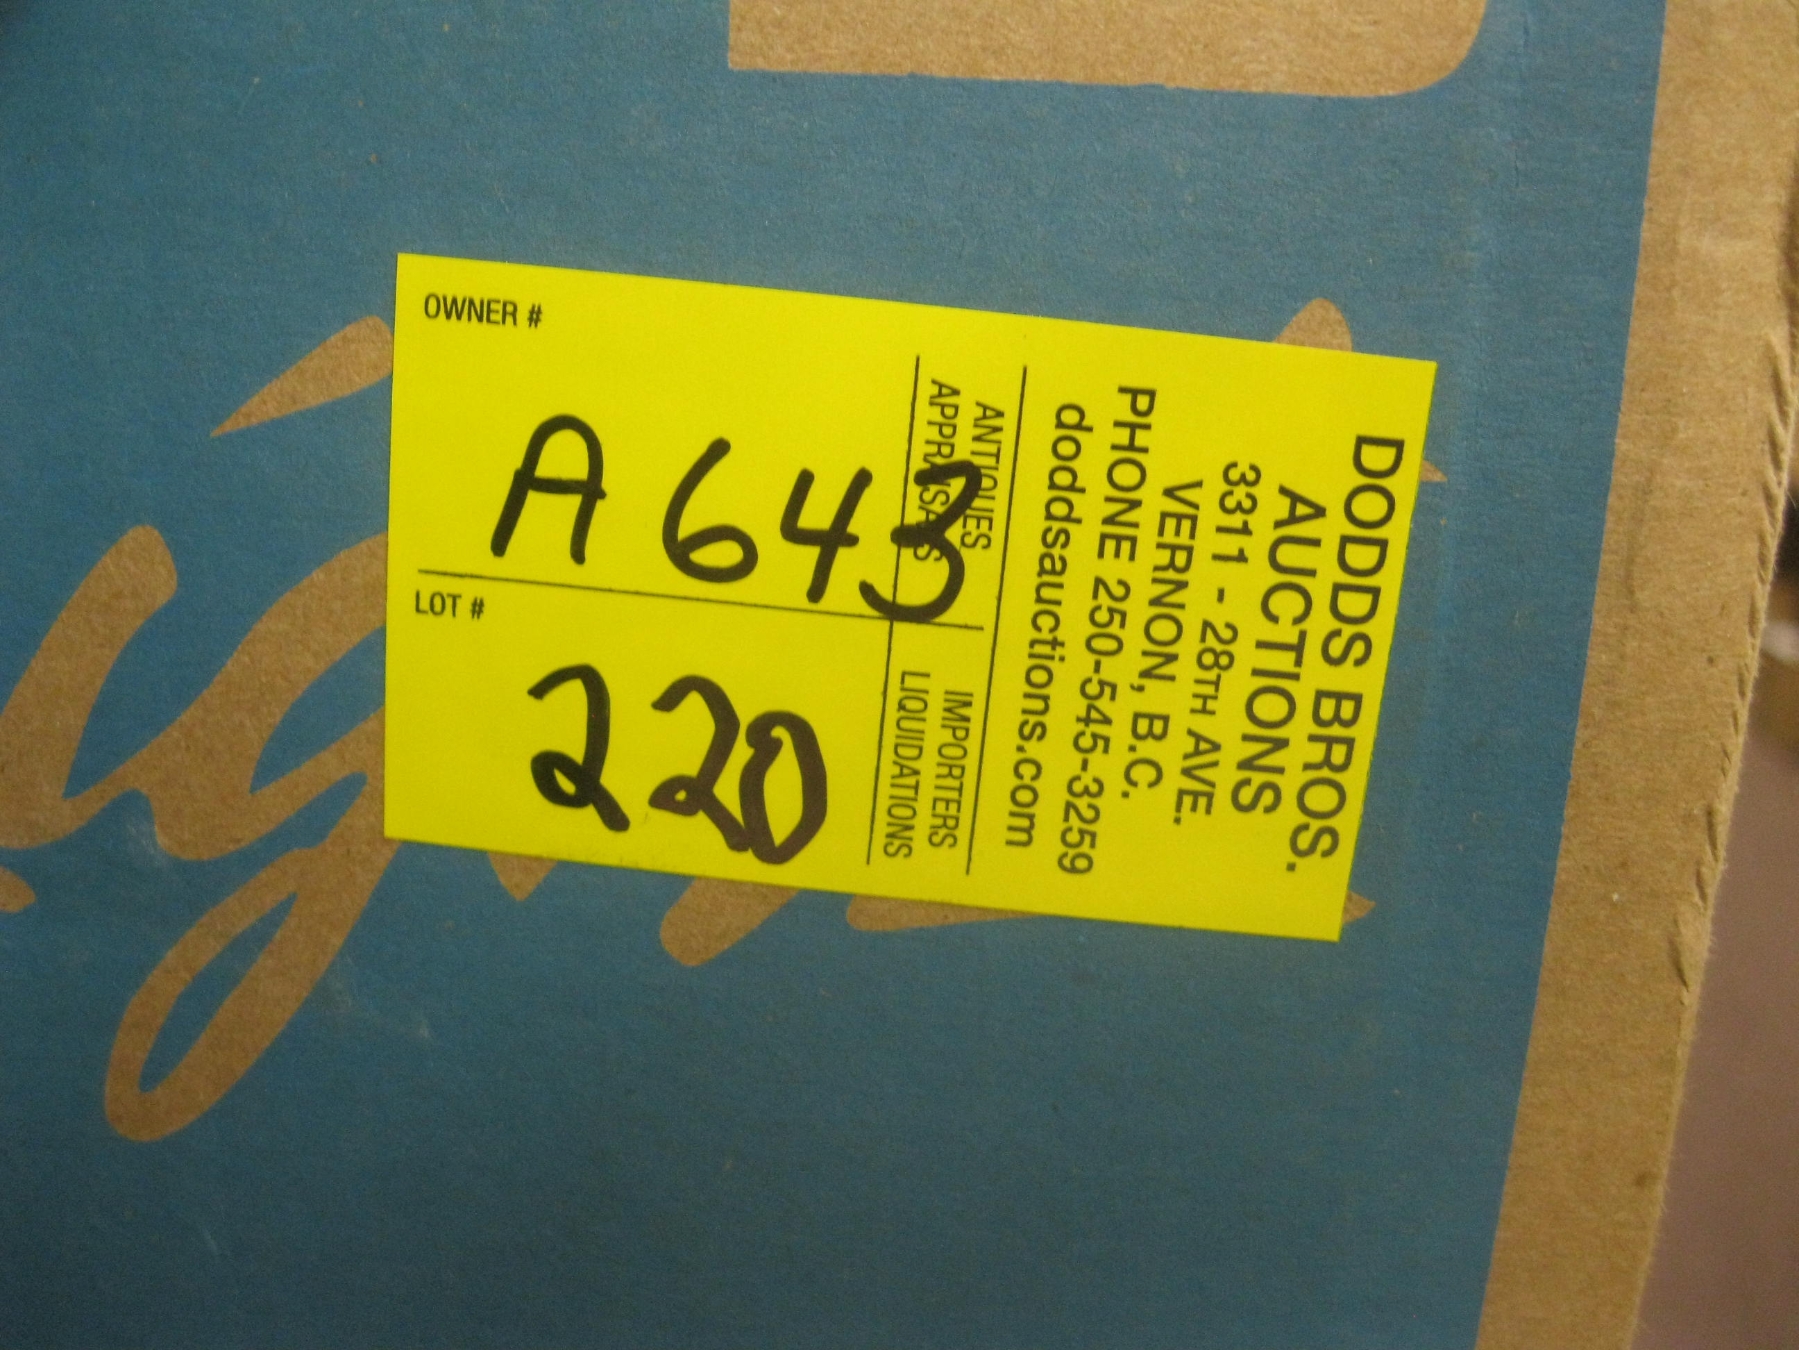 DODDS BROS.
AUCTIONS
3311 - 28TH AVE.
VERNON, B.C.
PHONE 250-545-3259
doddsauctions.com
ANTIQUES
APPRAISALS
IMPORTERS
LIQUIDATIONS
OWNER #
A 643
LOT #
220